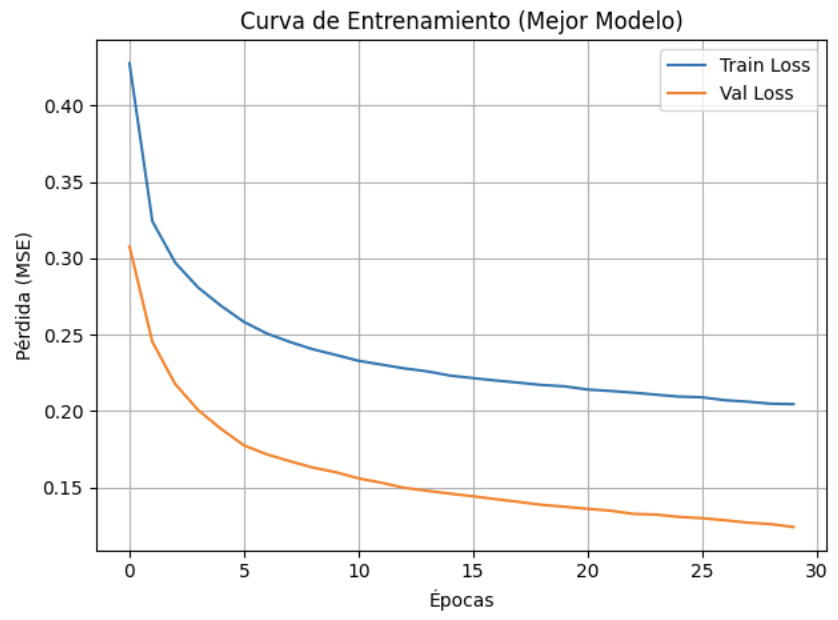 Curva de Entrenamiento (Mejor Modelo)
Train Loss
Val Loss
0.40
0.35
0.30
0.25
0.20
0.15
Pérdida (MSE)
0 5 10 15 20 25 30
Épocas